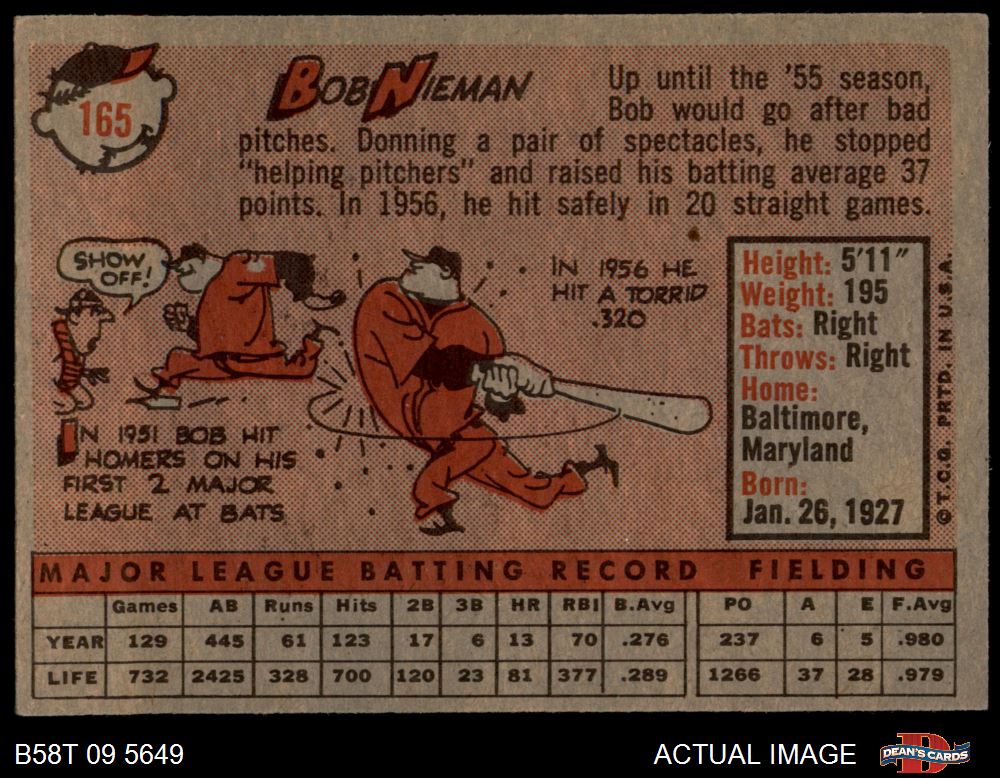 165
BOB NIEMAN
Up until the '55 season,
Bob would go after bad
pitches. Donning a pair of spectacles, he stopped
"helping pitchers" and raised his batting average 37
points. In 1956, he hit safely in 20 straight games.
SHOW
OFF!
IN 1956 HE
HIT A TORRID
.320
IN 1951 BOB HIT
HOMERS ON HIS
FIRST 2 MAJOR
LEAGUE AT BATS
Height: 5'11"
Weight: 195
Bats: Right
Throws: Right
Home:
Baltimore,
Maryland
Born:
Jan. 26, 1927
© T.C.G. PRTD. IN U.S.A.
MAJOR LEAGUE BATTING RECORD FIELDING
Games AB Runs Hits 2B 3B HR RBI B.Avg PO A E F.Avg
YEAR 129 445 61 123 17 6 13 70 .276 237 6 5 .980
LIFE 732 2425 328 700 120 23 81 377 .289 1266 37 28 .979
B58T 09 5649
ACTUAL IMAGE
DEAN'S CARDS